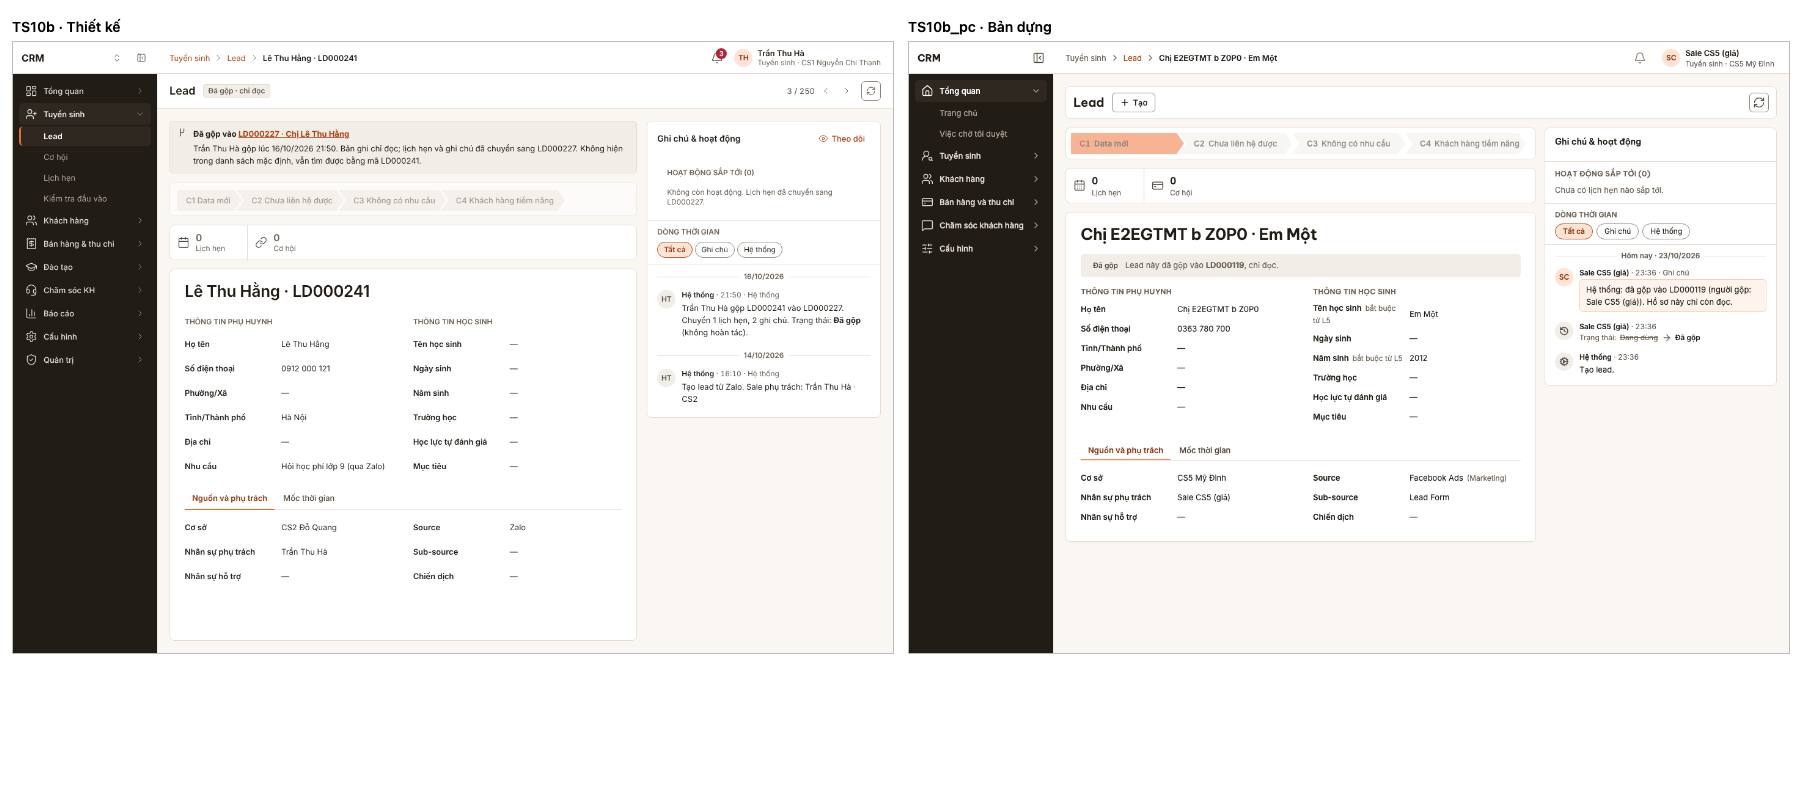 TS10b · Thiết kế
CRM
Tuyển sinh > Lead > Lê Thu Hằng · LD000241
3
TH
Trần Thu Hà
Tuyển sinh · CS1 Nguyễn Chí Thanh
Tổng quan
Tuyển sinh
Lead
Cơ hội
Lịch hẹn
Kiểm tra đầu vào
Khách hàng
Bán hàng & thu chi
Đào tạo
Chăm sóc KH
Báo cáo
Cấu hình
Quản trị
Lead
Đã gộp · chỉ đọc
3 / 250
Đã gộp vào LD000227 · Chị Lê Thu Hằng
Trần Thu Hà gộp lúc 16/10/2026 21:50. Bản ghi chỉ đọc; lịch hẹn và ghi chú đã chuyển sang LD000227. Không hiện
trong danh sách mặc định, vẫn tìm được bằng mã LD000241.
C1 Data mới
C2 Chưa liên hệ được
C3 Không có nhu cầu
C4 Khách hàng tiềm năng
0
Lịch hẹn
0
Cơ hội
Lê Thu Hằng · LD000241
THÔNG TIN PHỤ HUYNH
THÔNG TIN HỌC SINH
Họ tên Lê Thu Hằng
Tên học sinh —
Số điện thoại 0912 000 121
Ngày sinh —
Phường/Xã —
Năm sinh —
Tỉnh/Thành phố Hà Nội
Trường học —
Địa chỉ —
Học lực tự đánh giá —
Nhu cầu Hỏi học phí lớp 9 (qua Zalo)
Mục tiêu —
Nguồn và phụ trách
Mốc thời gian
Cơ sở CS2 Đỗ Quang
Source Zalo
Nhân sự phụ trách Trần Thu Hà
Sub-source —
Nhân sự hỗ trợ —
Chiến dịch —
Ghi chú & hoạt động
Theo dõi
HOẠT ĐỘNG SẮP TỚI (0)
Không còn hoạt động. Lịch hẹn đã chuyển sang
LD000227.
DÒNG THỜI GIAN
Tất cả
Ghi chú
Hệ thống
16/10/2026
HT
Hệ thống · 21:50 · Hệ thống
Trần Thu Hà gộp LD000241 vào LD000227.
Chuyển 1 lịch hẹn, 2 ghi chú. Trạng thái: Đã gộp
(không hoàn tác).
14/10/2026
HT
Hệ thống · 16:10 · Hệ thống
Tạo lead từ Zalo. Sale phụ trách: Trần Thu Hà ·
CS2
TS10b_pc · Bản dựng
CRM
Tuyển sinh > Lead > Chị E2EGTMT b Z0P0 · Em Một
SC
Sale CS5 (giả)
Tuyển sinh · CS5 Mỹ Đình
Tổng quan
Trang chủ
Việc chờ tôi duyệt
Tuyển sinh
Khách hàng
Bán hàng và thu chi
Chăm sóc khách hàng
Cấu hình
Lead
+ Tạo
C1 Data mới
C2 Chưa liên hệ được
C3 Không có nhu cầu
C4 Khách hàng tiềm năng
0
Lịch hẹn
0
Cơ hội
Chị E2EGTMT b Z0P0 · Em Một
Đã gộp Lead này đã gộp vào LD000119, chỉ đọc.
THÔNG TIN PHỤ HUYNH
THÔNG TIN HỌC SINH
Họ tên Chị E2EGTMT b Z0P0
Số điện thoại 0363 780 700
Tỉnh/Thành phố —
Phường/Xã —
Địa chỉ —
Nhu cầu —
Tên học sinh bắt buộc
từ L5
Em Một
Ngày sinh —
Năm sinh bắt buộc từ L5 2012
Trường học —
Học lực tự đánh giá —
Mục tiêu —
Nguồn và phụ trách
Mốc thời gian
Cơ sở CS5 Mỹ Đình
Source Facebook Ads (Marketing)
Nhân sự phụ trách Sale CS5 (giả)
Sub-source Lead Form
Nhân sự hỗ trợ —
Chiến dịch —
Ghi chú & hoạt động
HOẠT ĐỘNG SẮP TỚI (0)
Chưa có lịch hẹn nào sắp tới.
DÒNG THỜI GIAN
Tất cả
Ghi chú
Hệ thống
Hôm nay · 23/10/2026
SC
Sale CS5 (giả) · 23:36 · Ghi chú
Hệ thống: đã gộp vào LD000119 (người gộp:
Sale CS5 (giả)). Hồ sơ này chỉ còn đọc.
Sale CS5 (giả) · 23:36
Trạng thái: Đang dùng → Đã gộp
Hệ thống · 23:36
Tạo lead.